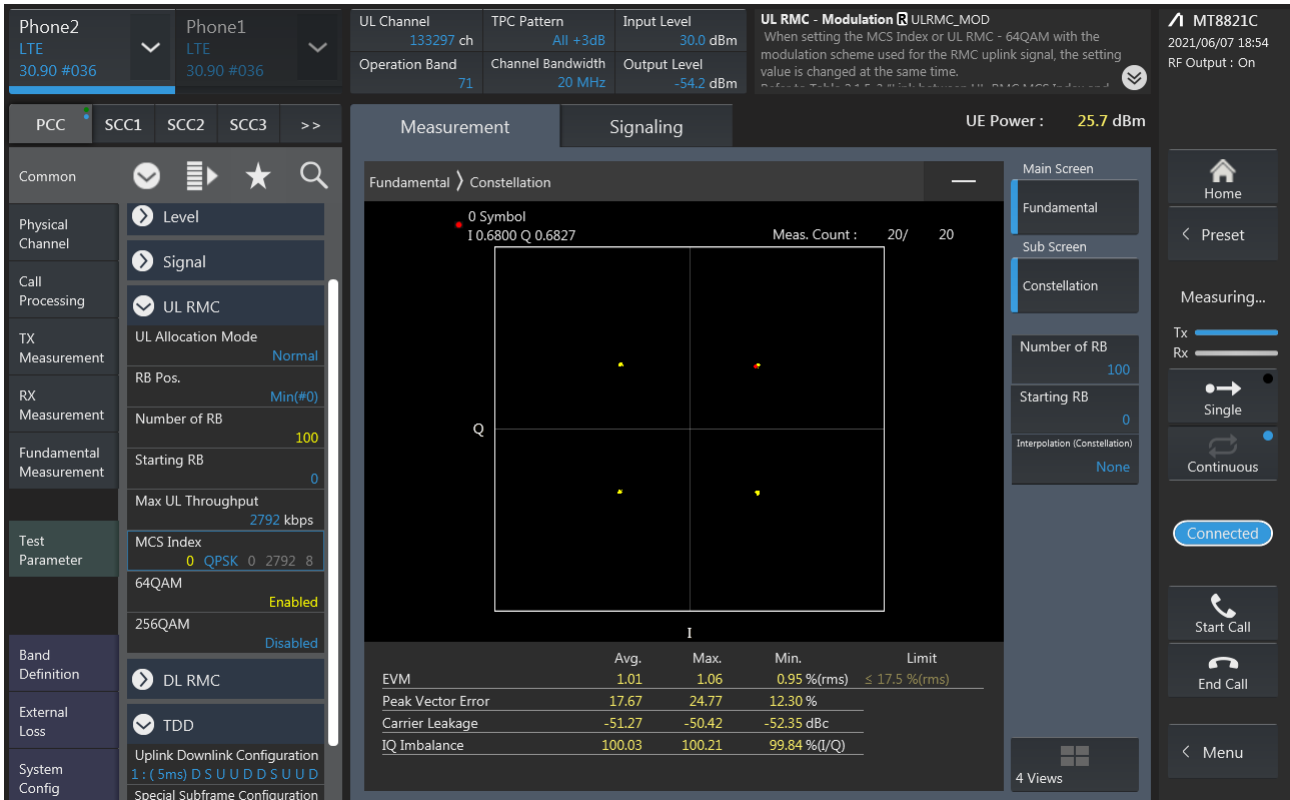 Phone2
LTE
30.90 #036
Phone1
LTE
30.90 #036
UL Channel
133297 ch
TPC Pattern
All +3dB
Input Level
30.0 dBm
Operation Band
71
Channel Bandwidth
20 MHz
Output Level
-54.2 dBm
UL RMC - Modulation R ULRMC_MOD
When setting the MCS Index or UL RMC - 64QAM with the
modulation scheme used for the RMC uplink signal, the setting
value is changed at the same time.
MT8821C
2021/06/07 18:54
RF Output : On
PCC SCC1 SCC2 SCC3 >>
Measurement
Signaling
UE Power : 25.7 dBm
Common
Physical
Channel
Call
Processing
TX
Measurement
RX
Measurement
Fundamental
Measurement
Test
Parameter
Band
Definition
External
Loss
System
Config
Level
Signal
UL RMC
UL Allocation Mode
Normal
RB Pos.
Min(#0)
Number of RB
100
Starting RB
0
Max UL Throughput
2792 kbps
MCS Index
0 QPSK 0 2792 8
64QAM
Enabled
256QAM
Disabled
DL RMC
TDD
Uplink Downlink Configuration
1 : ( 5ms) D S U U D D S U U D
Special Subframe Configuration
Fundamental 〉 Constellation
0 Symbol
I 0.6800 Q 0.6827
Meas. Count : 20/ 20
Q
I
Avg. Max. Min. Limit
EVM 1.01 1.06 0.95 %(rms) ≤ 17.5 %(rms)
Peak Vector Error 17.67 24.77 12.30 %
Carrier Leakage -51.27 -50.42 -52.35 dBc
IQ Imbalance 100.03 100.21 99.84 %(I/Q)
Main Screen
Fundamental
Sub Screen
Constellation
Number of RB
100
Starting RB
0
Interpolation (Constellation)
None
4 Views
Home
< Preset
Measuring...
Tx
Rx
Single
Continuous
Connected
Start Call
End Call
< Menu